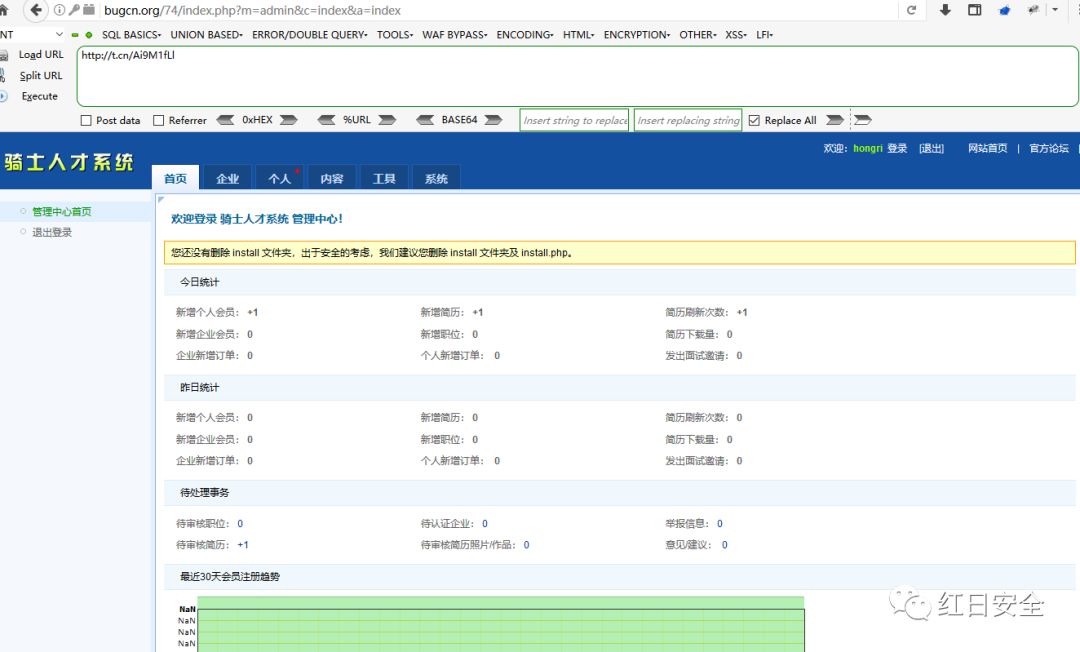 bugcn.org/74/index.php?m=admin&c=index&a=index
NT SQL BASICS UNION BASED ERROR/DOUBLE QUERY TOOLS WAF BYPASS ENCODING HTML ENCRYPTION OTHER XSS LFI
Load URL http://t.cn/Ai9M1fLl
Split URL
Execute
Post data Referrer 0xHEX %URL BASE64 Insert string to replace Insert replacing string Replace All
欢迎: hongri 登录 [退出] 网站首页 | 官方论坛 |
骑士人才系统
首页 企业 个人 内容 工具 系统
管理中心首页
退出登录
欢迎登录 骑士人才系统 管理中心!
您还没有删除 install 文件夹, 出于安全的考虑, 我们建议您删除 install 文件夹及 install.php。
今日统计
新增个人会员: +1 新增简历: +1 简历刷新次数: +1
新增企业会员: 0 新增职位: 0 简历下载量: 0
企业新增订单: 0 个人新增订单: 0 发出面试邀请: 0
昨日统计
新增个人会员: 0 新增简历: 0 简历刷新次数: 0
新增企业会员: 0 新增职位: 0 简历下载量: 0
企业新增订单: 0 个人新增订单: 0 发出面试邀请: 0
待处理事务
待审核职位: 0 待认证企业: 0 举报信息: 0
待审核简历: +1 待审核简历照片/作品: 0 意见/建议: 0
最近30天会员注册趋势
NaN
NaN
NaN
NaN
红日安全